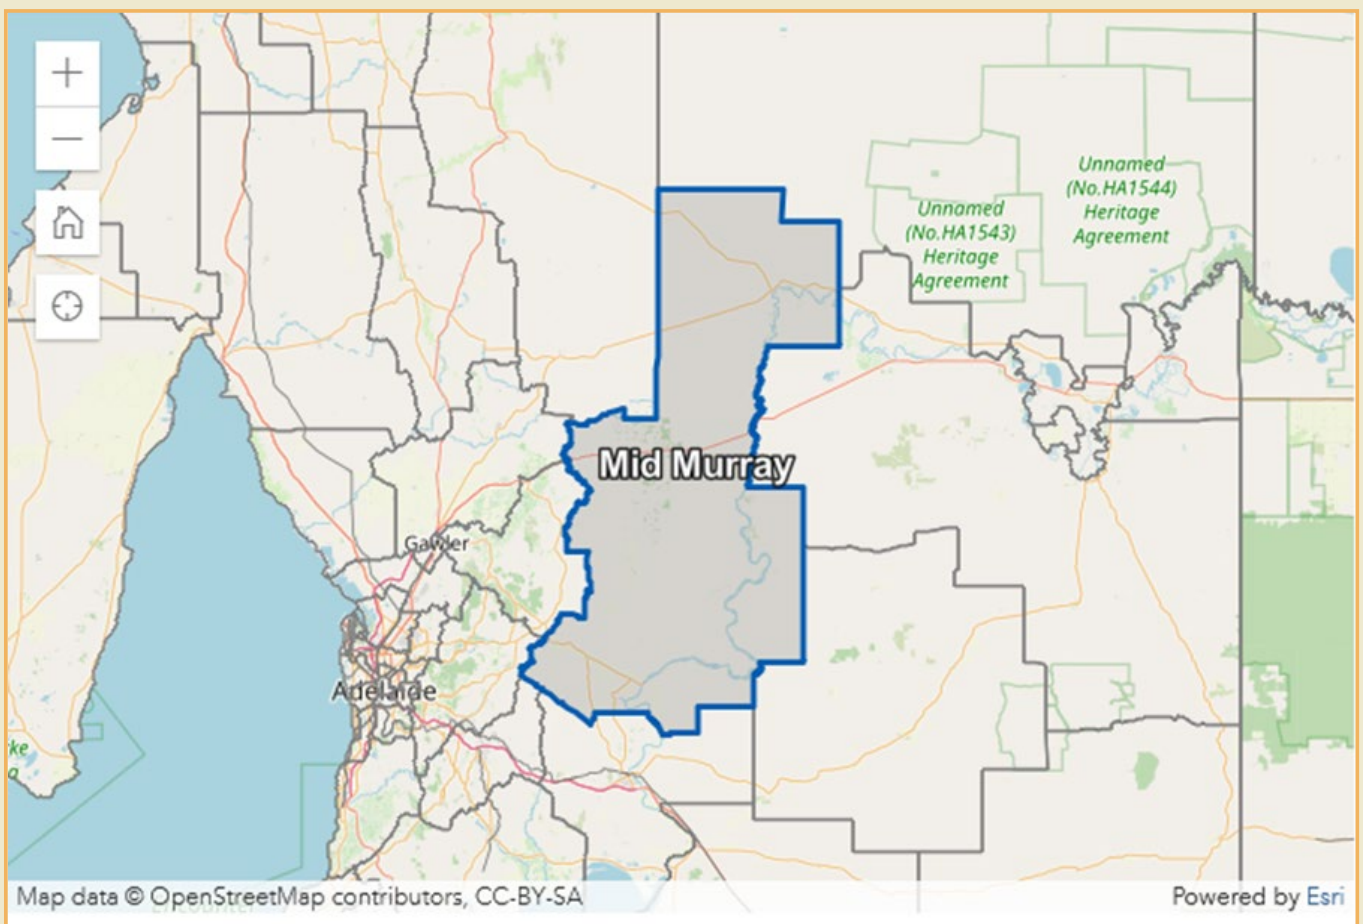 Unnamed
(No.HA1544)
Heritage
Agreement
Unnamed
(No.HA1543)
Heritage
Agreement
Mid Murray
Gawler
Adelaide
Map data © OpenStreetMap contributors, CC-BY-SA
Powered by Esri